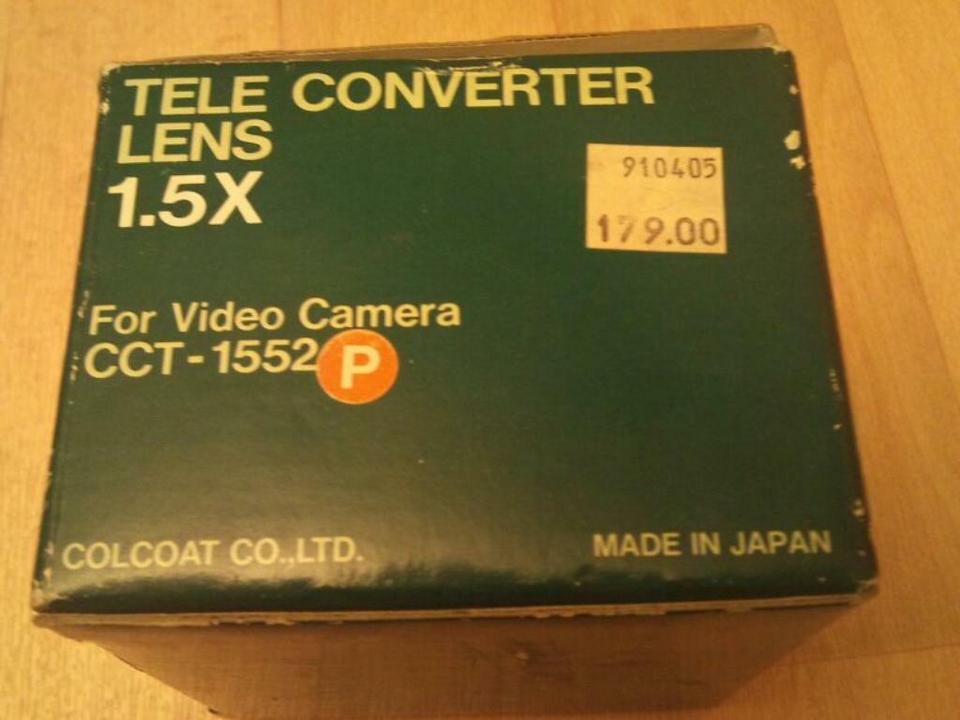 TELE CONVERTER
LENS
1.5X
910405
179.00
For Video Camera
CCT-1552
P
COLCOAT CO.,LTD.
MADE IN JAPAN